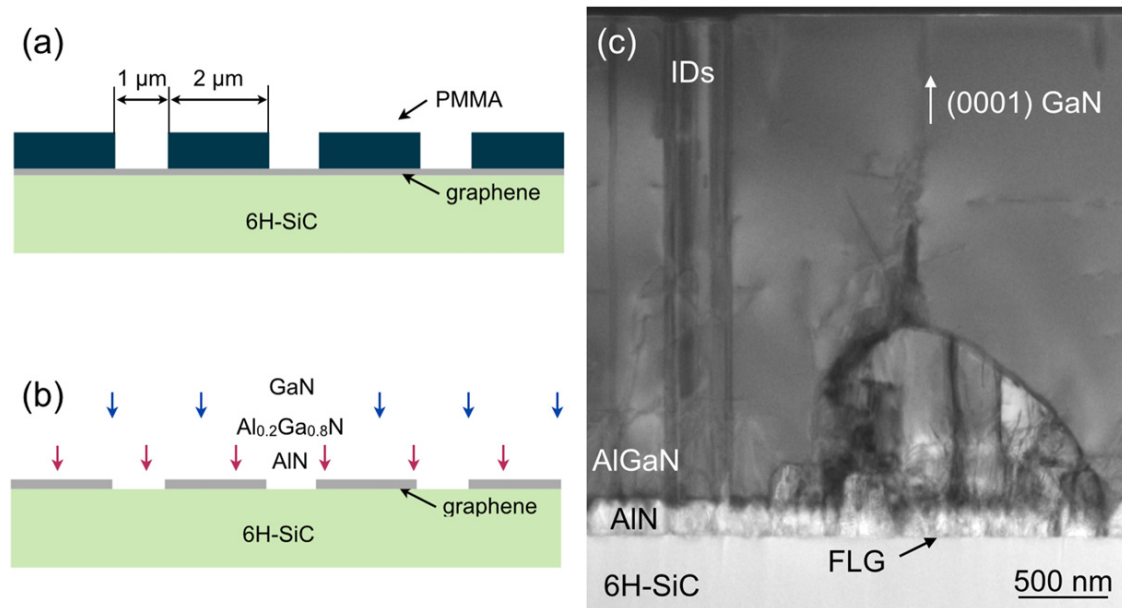 (a)
1 µm
2 µm
PMMA
graphene
6H-SiC
(b)
GaN
Al0.2Ga0.8N
AlN
graphene
6H-SiC
(c)
IDs
(0001) GaN
AlGaN
AlN
FLG
6H-SiC
500 nm